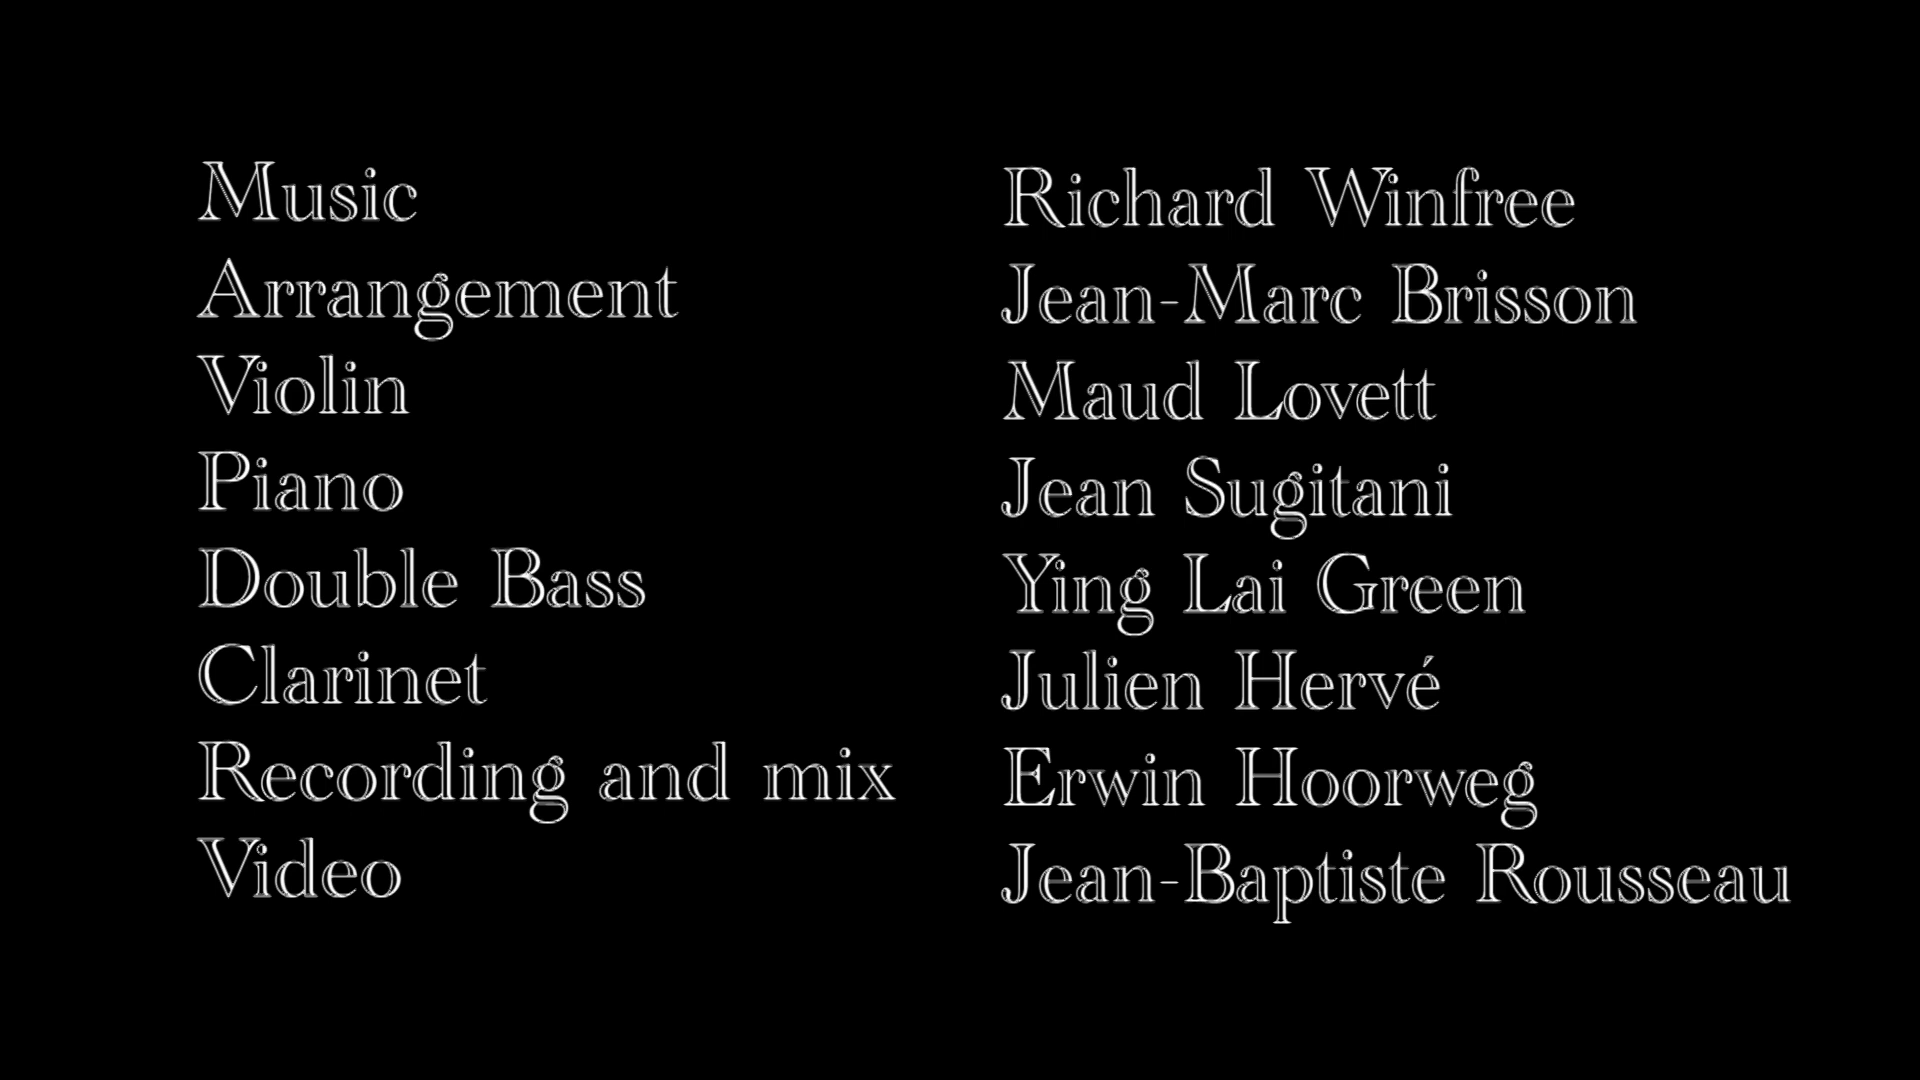 Music Richard Winfree
Arrangement Jean-Marc Brisson
Violin Maud Lovett
Piano Jean Sugitani
Double Bass Ying Lai Green
Clarinet Julien Hervé
Recording and mix Erwin Hoorweg
Video Jean-Baptiste Rousseau